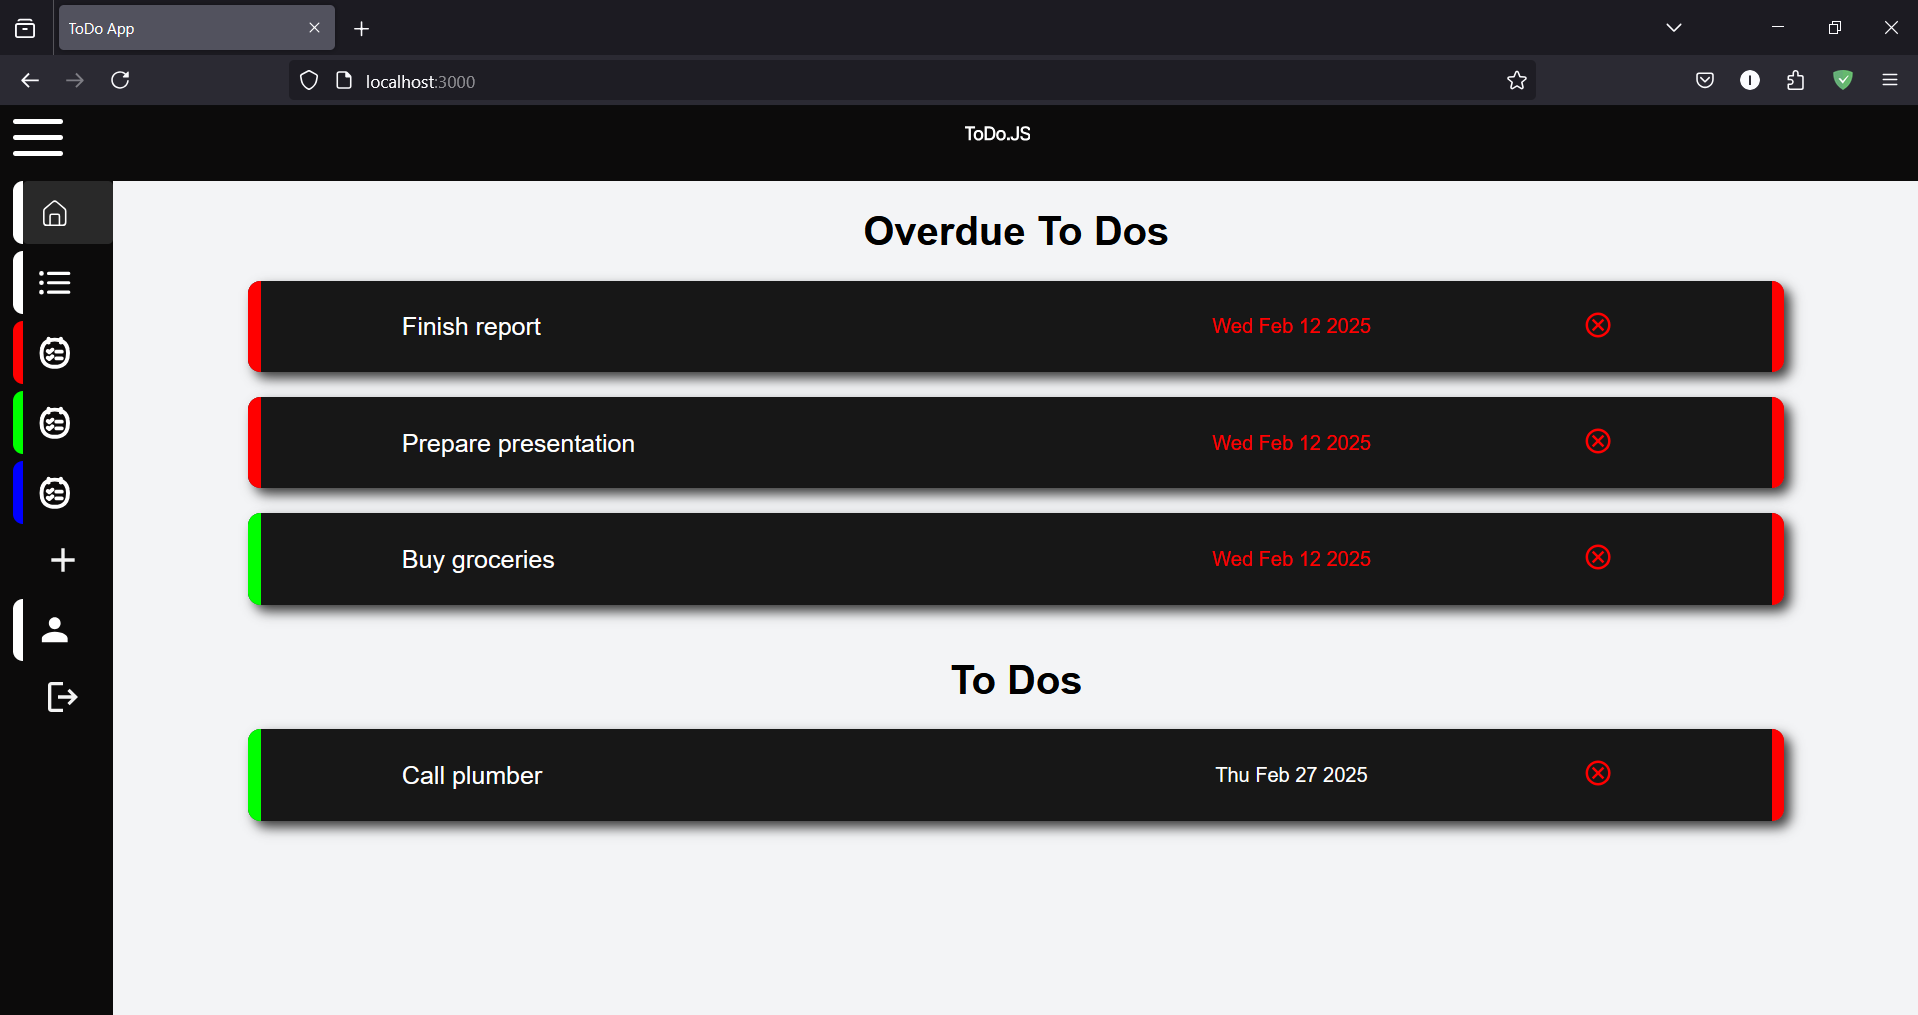 ToDo App
localhost:3000
ToDo.JS
Overdue To Dos
Finish report Wed Feb 12 2025
Prepare presentation Wed Feb 12 2025
Buy groceries Wed Feb 12 2025
To Dos
Call plumber Thu Feb 27 2025